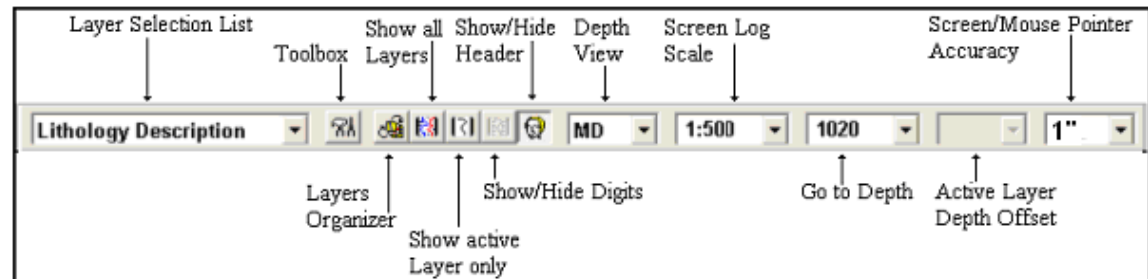 Layer Selection List
Toolbox
Show all
Layers
Show/Hide
Header
Depth
View
Screen Log
Scale
Screen/Mouse Pointer
Accuracy
Lithology Description
MD
1:500
1020
1"
Layers
Organizer
Show active
Layer only
Show/Hide Digits
Go to Depth
Active Layer
Depth Offset